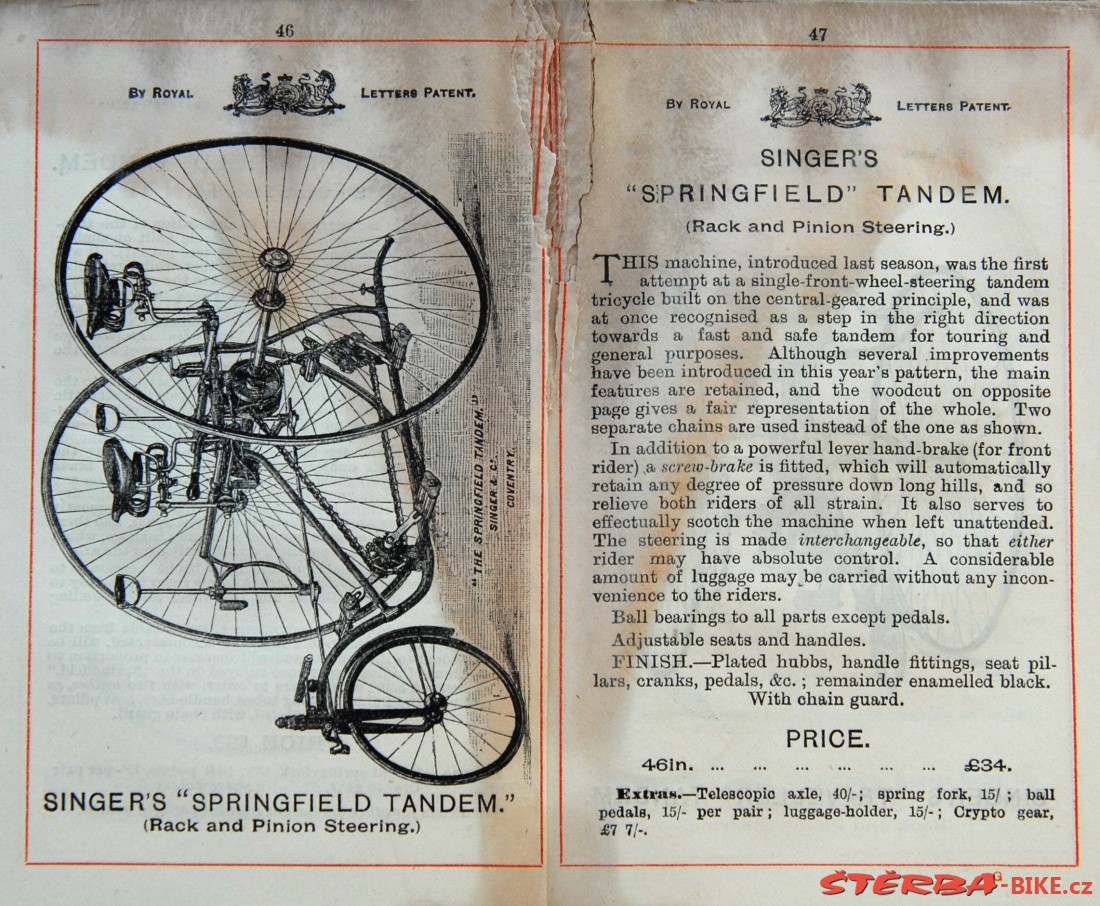 46
BY ROYAL LETTERS PATENT.
"THE SPRINGFIELD TANDEM."
SINGER & Co.
COVENTRY.
SINGER'S "SPRINGFIELD TANDEM."
(Rack and Pinion Steering.)
47
BY ROYAL LETTERS PATENT.
SINGER'S
"SPRINGFIELD" TANDEM.
(Rack and Pinion Steering.)
THIS machine, introduced last season, was the first
attempt at a single-front-wheel-steering tandem
tricycle built on the central-geared principle, and was
at once recognised as a step in the right direction
towards a fast and safe tandem for touring and
general purposes. Although several improvements
have been introduced in this year's pattern, the main
features are retained, and the woodcut on opposite
page gives a fair representation of the whole. Two
separate chains are used instead of the one as shown.
In addition to a powerful lever hand-brake (for front
rider) a screw-brake is fitted, which will automatically
retain any degree of pressure down long hills, and so
relieve both riders of all strain. It also serves to
effectually scotch the machine when left unattended.
The steering is made interchangeable, so that either
rider may have absolute control. A considerable
amount of luggage may be carried without any incon-
venience to the riders.
Ball bearings to all parts except pedals.
Adjustable seats and handles.
FINISH.—Plated hubbs, handle fittings, seat pil-
lars, cranks, pedals, &c.; remainder enamelled black.
With chain guard.
PRICE.
46in. ... ... ... ... ... ... £34.
Extras.—Telescopic axle, 40/-; spring fork, 15/ ; ball
pedals, 15/- per pair; luggage-holder, 15/-; Crypto gear,
£7 7/-.
G
ŠTĚRBA-BIKE.cz